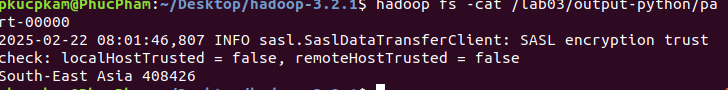 pkucpkam@PhucPham:~/Desktop/hadoop-3.2.1$ hadoop fs -cat /lab03/output-python/pa
rt-00000
2025-02-22 08:01:46,807 INFO sasl.SaslDataTransferClient: SASL encryption trust
check: localHostTrusted = false, remoteHostTrusted = false
South-East Asia 408426